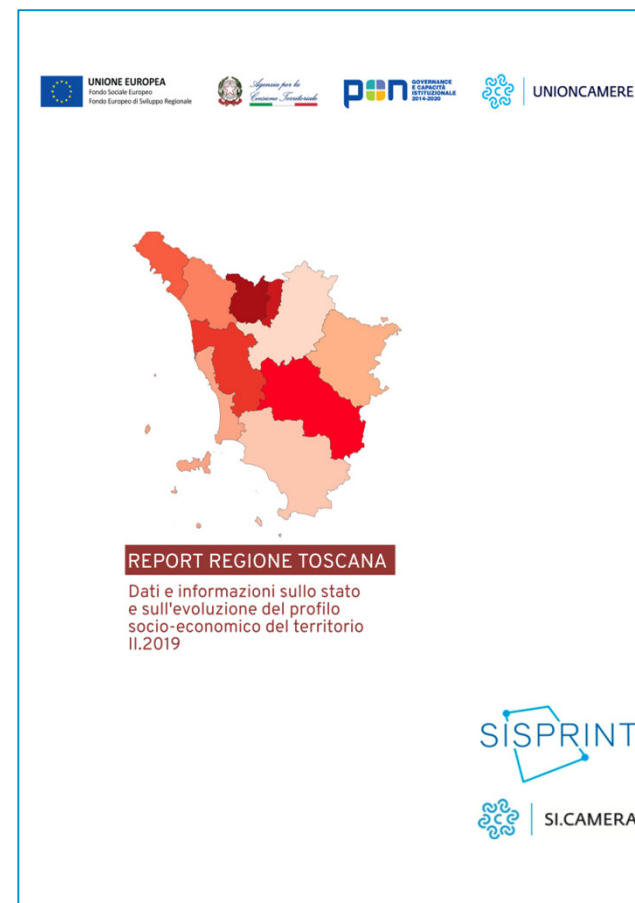 UNIONE EUROPEA
Fondo Sociale Europeo
Fondo Europeo di Sviluppo Regionale
Agenzia per la
Coesione Territoriale
pon
GOVERNANCE
E CAPACITÀ
ISTITUZIONALE
2014-2020
UNIONCAMERE
REPORT REGIONE TOSCANA
Dati e informazioni sullo stato
e sull'evoluzione del profilo
socio-economico del territorio
II.2019
SISPRINT
SI.CAMERA